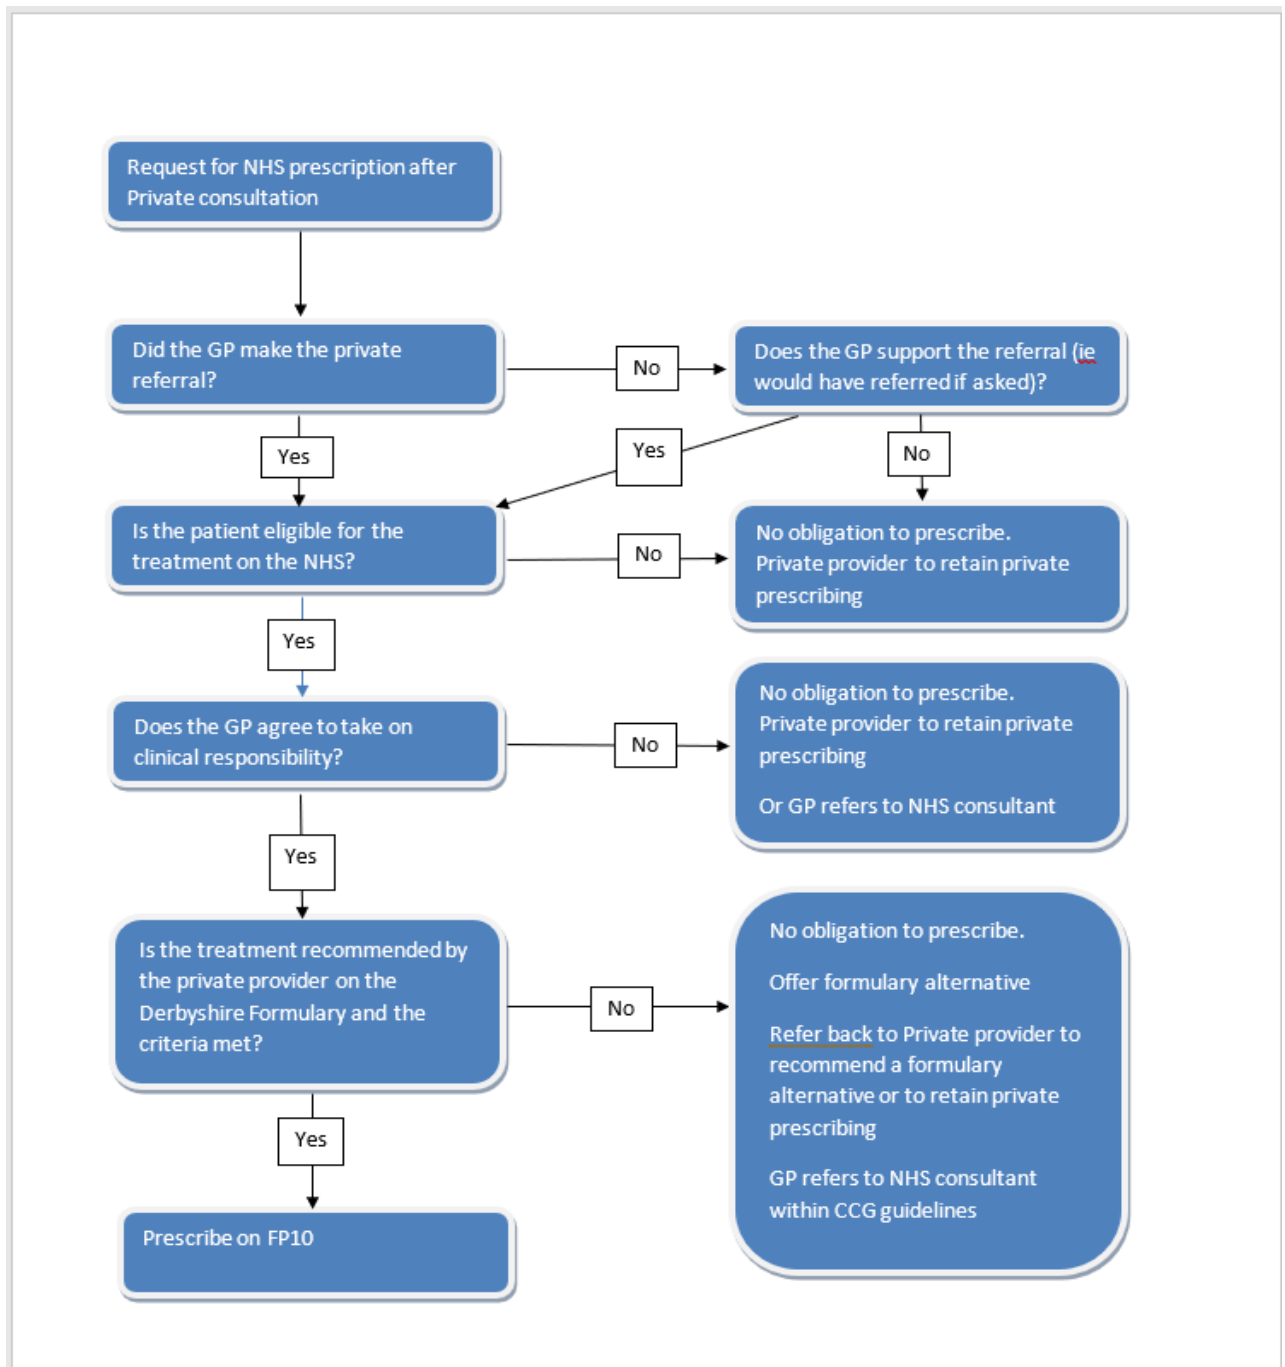 Request for NHS prescription after
Private consultation
Did the GP make the private
referral?
No
Does the GP support the referral (ie
would have referred if asked)?
Yes
Yes
No
Is the patient eligible for the
treatment on the NHS?
No
No obligation to prescribe.
Private provider to retain private
prescribing
Yes
Does the GP agree to take on
clinical responsibility?
No
No obligation to prescribe.
Private provider to retain private
prescribing
Or GP refers to NHS consultant
Yes
Is the treatment recommended by
the private provider on the
Derbyshire Formulary and the
criteria met?
No
No obligation to prescribe.
Offer formulary alternative
Refer back to Private provider to
recommend a formulary
alternative or to retain private
prescribing
GP refers to NHS consultant
within CCG guidelines
Yes
Prescribe on FP10